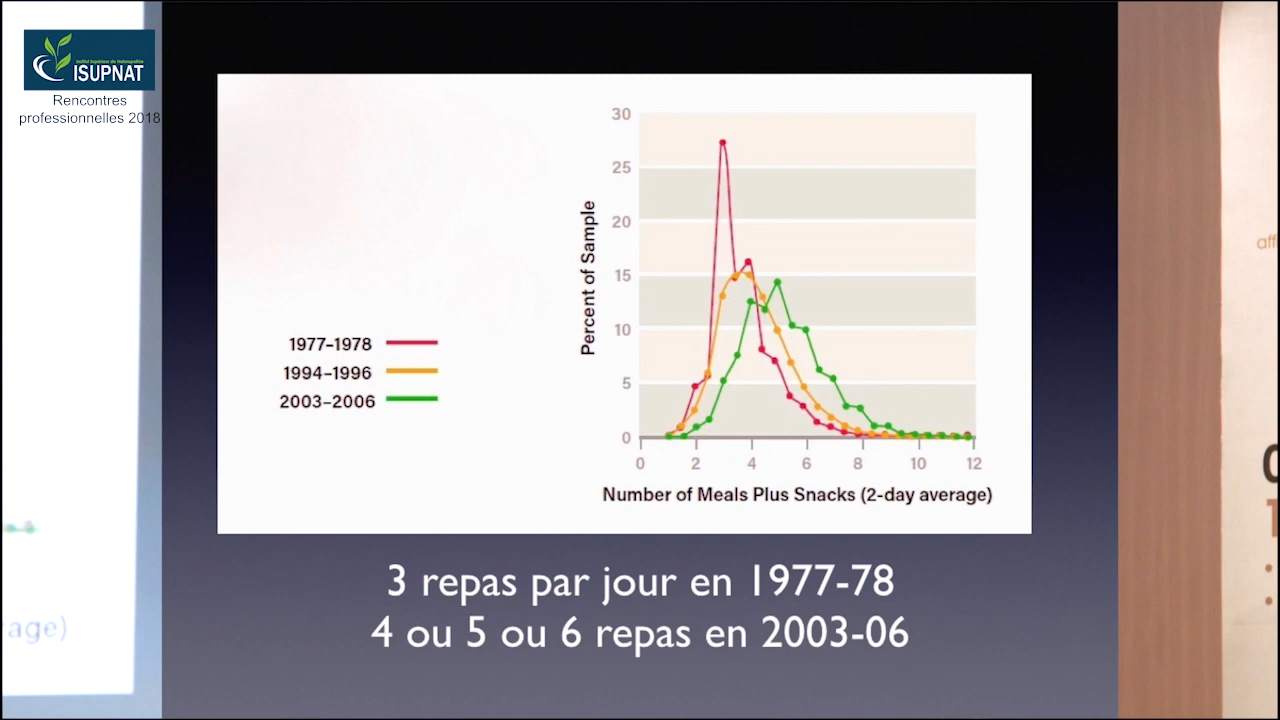 ISUPNAT
Rencontres
professionnelles 2018
30
25
20
15
10
5
0
Percent of Sample
0 2 4 6 8 10 12
Number of Meals Plus Snacks (2-day average)
1977–1978
1994–1996
2003–2006
3 repas par jour en 1977-78
4 ou 5 ou 6 repas en 2003-06
age)
aff